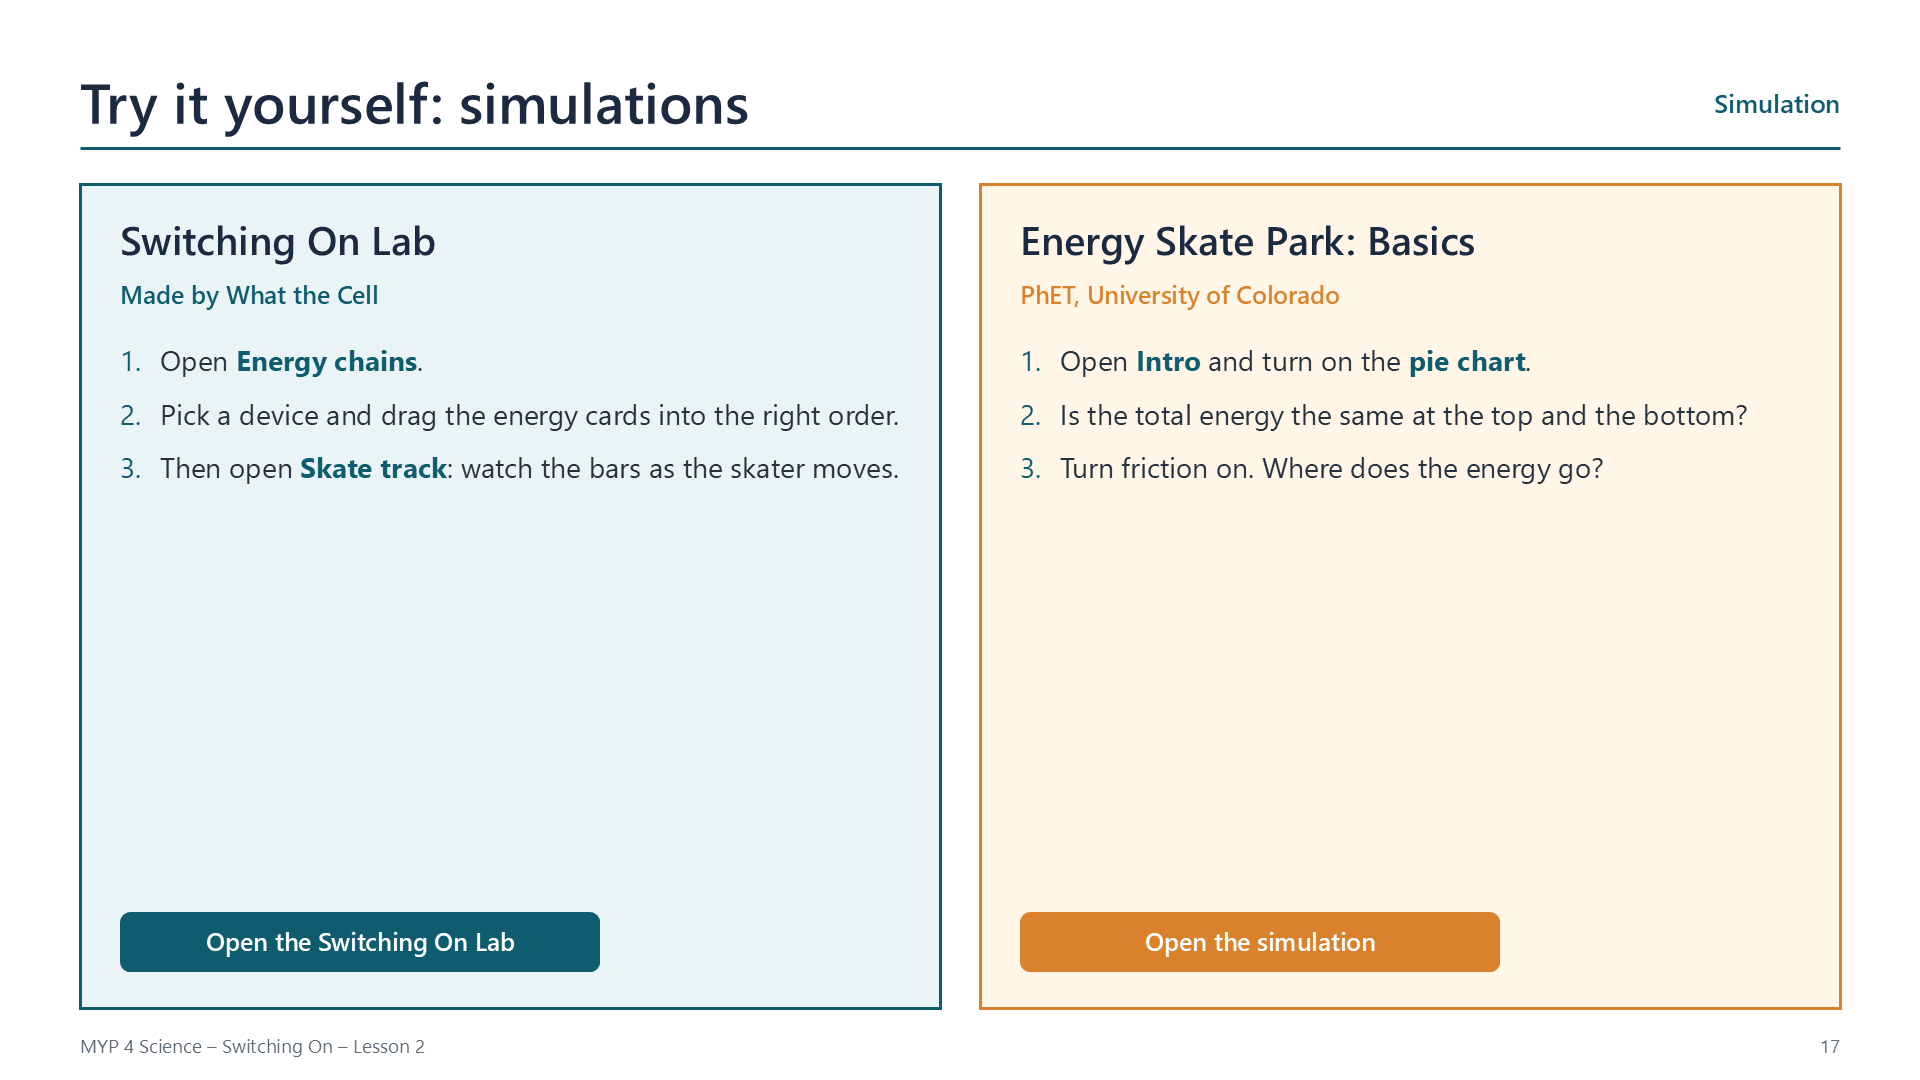 Try it yourself: simulations
Simulation
Switching On Lab
Made by What the Cell
1. Open Energy chains.
2. Pick a device and drag the energy cards into the right order.
3. Then open Skate track: watch the bars as the skater moves.
Open the Switching On Lab
Energy Skate Park: Basics
PhET, University of Colorado
1. Open Intro and turn on the pie chart.
2. Is the total energy the same at the top and the bottom?
3. Turn friction on. Where does the energy go?
Open the simulation
MYP 4 Science – Switching On – Lesson 2
17